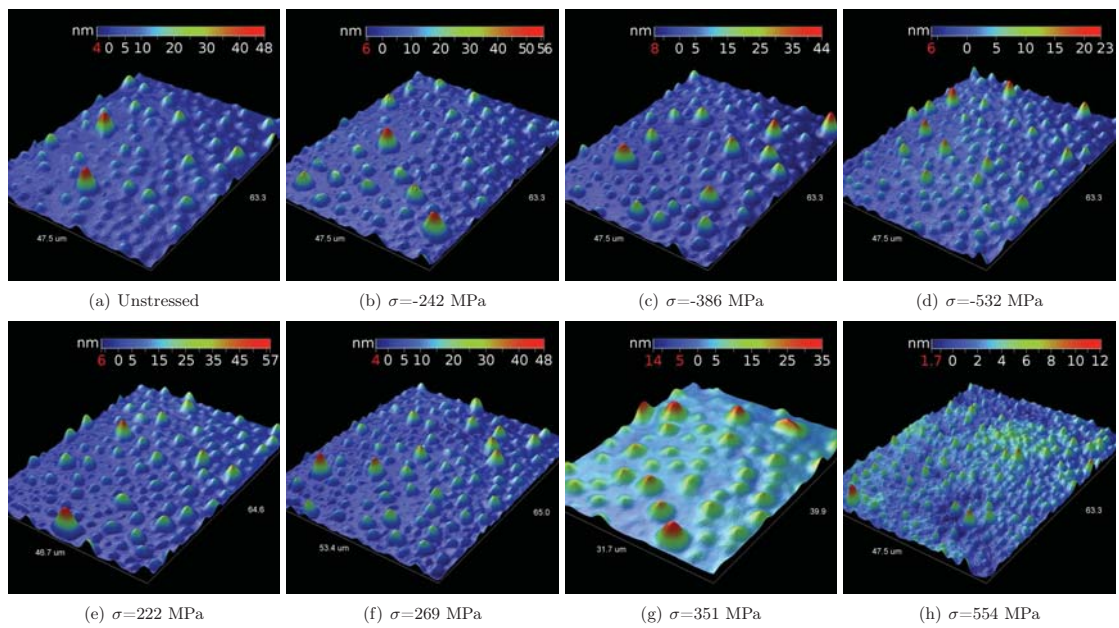 nm 4 0 5 10 20 30 40 48
47.5 um
63.3
(a) Unstressed
nm 6 0 10 20 30 40 50 56
47.5 um
63.3
(b) σ=-242 MPa
nm 8 0 5 15 25 35 44
47.5 um
63.3
(c) σ=-386 MPa
nm 6 0 5 10 15 20 23
47.5 um
63.3
(d) σ=-532 MPa
nm 6 0 5 15 25 35 45 57
46.7 um
64.6
(e) σ=222 MPa
nm 4 0 5 10 20 30 40 48
53.4 um
65.0
(f) σ=269 MPa
nm 14 5 0 5 15 25 35
31.7 um
39.9
(g) σ=351 MPa
nm 1.7 0 2 4 6 8 10 12
47.5 um
63.3
(h) σ=554 MPa